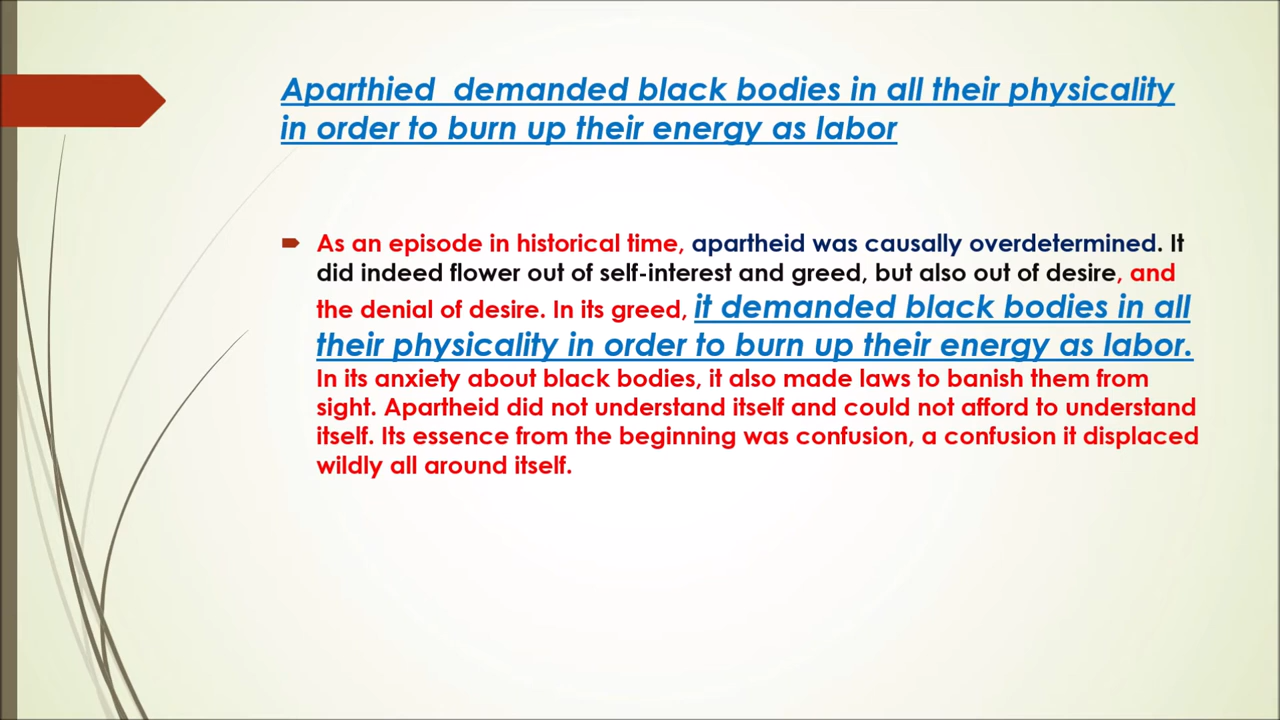 Aparthied  demanded black bodies in all their physicality
in order to burn up their energy as labor
As an episode in historical time, apartheid was causally overdetermined. It
did indeed flower out of self-interest and greed, but also out of desire, and
the denial of desire. In its greed, it demanded black bodies in all
their physicality in order to burn up their energy as labor.
In its anxiety about black bodies, it also made laws to banish them from
sight. Apartheid did not understand itself and could not afford to understand
itself. Its essence from the beginning was confusion, a confusion it displaced
wildly all around itself.